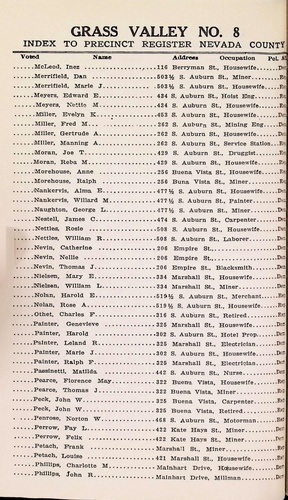 GRASS VALLEY NO. 8
INDEX TO PRECINCT REGISTER NEVADA COUNTY
Voted Name Address Occupation Pol.
McLeod, Inez 116 Berryman St., Housewife
Merrifield, Dan 503½ S. Auburn St., Miner
Merrifield, Marie J 503½ S. Auburn St., Housewife
Meyers, Edward E. 434 S. Auburn St., Hoist Eng.
Meyers, Nettie M 434 S. Auburn St., Housewife
Miller, Evelyn K 453 S. Auburn St., Housewife
Miller, Fred M. 262 S. Auburn St., Mining Eng.
Miller, Gertrude A 262 S. Auburn St., Housewife
Miller, Manning A 262 S. Auburn St., Service Station
Moran, Joe T. 429 S. Auburn St., Druggist
Moran, Roba M 429 S. Auburn St., Housewife
Morehouse, Anne 256 Buena Vista St., Housewife
Morehouse, Ralph 256 Buna Vista St., Miner
Nankervis, Alma E 477½ S. Auburn St., Housewife
Nankervis, Willard M 477½ S. Auburn St., Painter
Naughton, George L. 477½ S. Auburn St., Miner
Nestell, James C 474 S. Auburn St., Carpenter
Nettles, Rosie 508 S. Auburn St., Housewife
Nettles, William R 508 S. Auburn St., Laborer
Nevin, Catherine 206 Empire St.
Nevin, Nellie 206 Empire St.
Nevin, Thomas J 206 Empire St., Blacksmith
Nielsen, Mary E 334 Marshall St., Housewife
Nielsen, William L 334 Marshall St., Miner
Nolan, Harold E. 519½ S. Auburn St., Merchant
Nolan, Rose A 519½ S. Auburn St., Housewife
Othet, Charles F 316 S. Auburn St., Retired
Painter, Genevieve 325 Marshall St., Housewife
Painter, Harold 302 S. Auburn St., Hotel Prop.
Painter, Leland R 325 Marshall St., Electrician
Painter, Marie J 302 S. Auburn St., Housewife
Painter, Ralph F 325 Marshall St., Electrician
Passinetti, Matilda 442 S. Auburn St., Nurse
Pearce, Florence May 322 Buena Vista, Housewife
Pearce, Thomas J 322 Buena Vista, Miner
Peck, John W 325 Buena Vista, Carpenter
Peck, John W 325 Buena Vista, Retired
Penrose, Norton W 468 S. Auburn St., Motorman
Perrow, Fay L 422 Kate Hays St., Miner
Perrow, Felix 422 Kate Hays St., Miner
Petach, Frank Marshall St., Miner
Petach, Louise 421 Marshall St., Housewife
Phillips, Charlotte M Mainhart Drive, Housewife
Phillips, John R Mainhart Drive, Miner